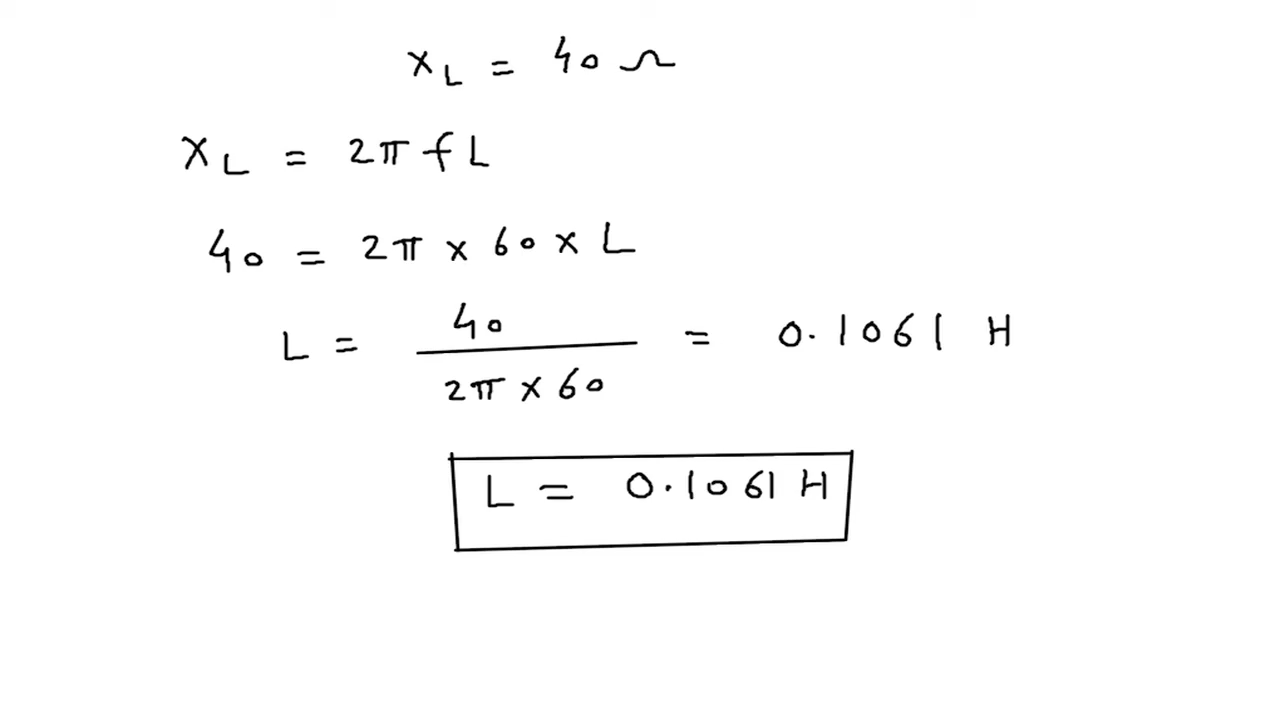 X_L = 40 Ω
X_L = 2π f L
40 = 2π × 60 × L
L = 40 / 2π × 60 = 0.1061 H
L = 0.1061 H